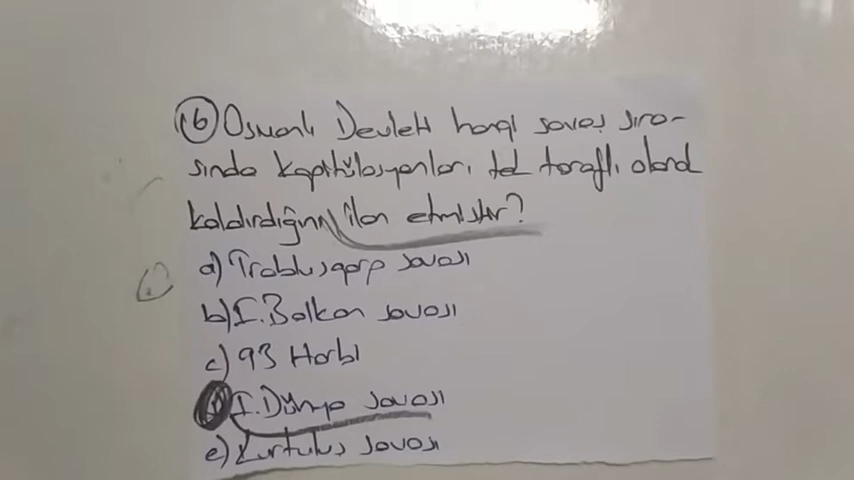 16 Osmanlı Devleti hangi savaş sıra-
sında kapitülasyonları tek taraflı olarak
kaldırdığını ilan etmiştir?
a) Trablusgarp savaşı
b) I. Balkan savaşı
c) 93 Harbi
d) I. Dünya savaşı
e) Kurtuluş savaşı